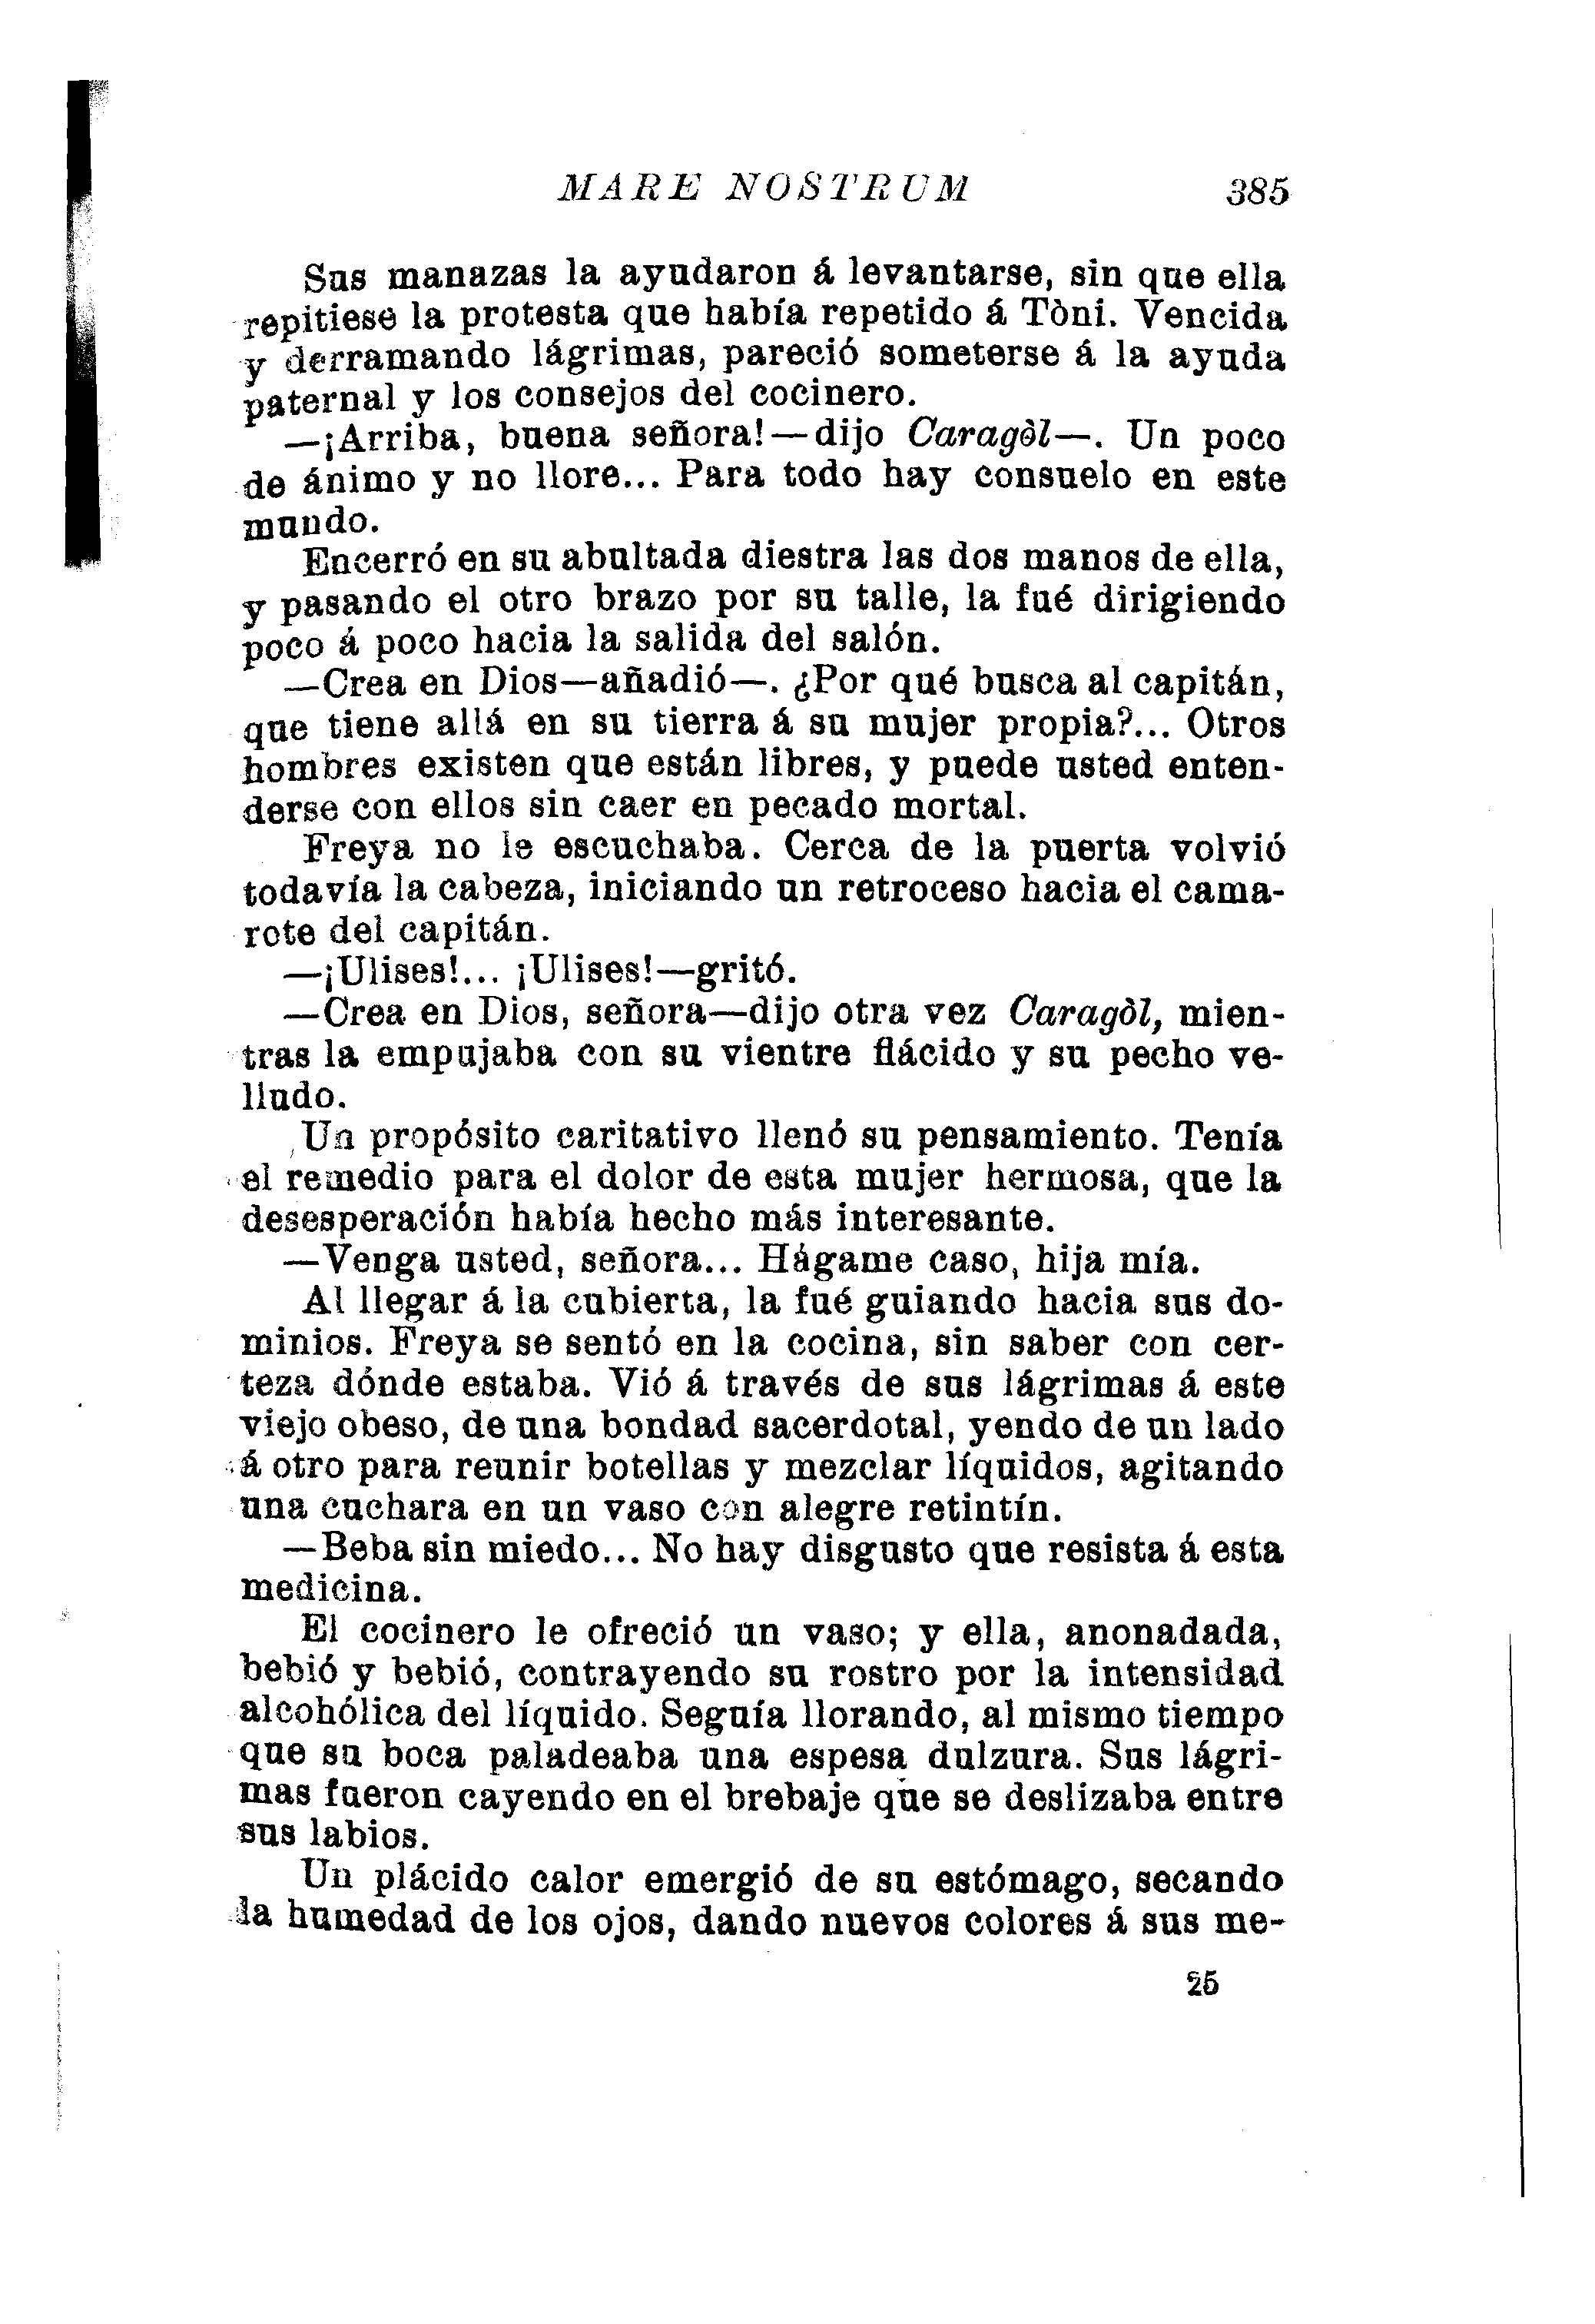 MARE NOSTRUM 385
Sus manazas la ayudaron á levantarse, sin que ella
repitiese la protesta que había repetido á Tòni. Vencida
y derramando lágrimas, pareció someterse á la ayuda
paternal y los consejos del cocinero.
—¡Arriba, buena señora!—dijo Caragòl—. Un poco
de ánimo y no llore... Para todo hay consuelo en este
mundo.
Encerró en su abultada diestra las dos manos de ella,
y pasando el otro brazo por su talle, la fué dirigiendo
poco á poco hacia la salida del salón.
—Crea en Dios—añadió—. ¿Por qué busca al capitán,
que tiene allá en su tierra á su mujer propia?... Otros
hombres existen que están libres, y puede usted enten-
derse con ellos sin caer en pecado mortal.
Freya no le escuchaba. Cerca de la puerta volvió
todavía la cabeza, iniciando un retroceso hacia el cama-
rote del capitán.
—¡Ulises!... ¡Ulises!—gritó.
—Crea en Dios, señora—dijo otra vez Caragòl, mien-
tras la empujaba con su vientre flácido y su pecho ve-
lludo.
Un propósito caritativo llenó su pensamiento. Tenía
el remedio para el dolor de esta mujer hermosa, que la
desesperación había hecho más interesante.
—Venga usted, señora... Hágame caso, hija mía.
Al llegar á la cubierta, la fué guiando hacia sus do-
minios. Freya se sentó en la cocina, sin saber con cer-
teza dónde estaba. Vió á través de sus lágrimas á este
viejo obeso, de una bondad sacerdotal, yendo de un lado
á otro para reunir botellas y mezclar líquidos, agitando
una cuchara en un vaso con alegre retintín.
—Beba sin miedo... No hay disgusto que resista á esta
medicina.
El cocinero le ofreció un vaso; y ella, anonadada,
bebió y bebió, contrayendo su rostro por la intensidad
alcohólica del líquido. Seguía llorando, al mismo tiempo
que su boca paladeaba una espesa dulzura. Sus lágri-
mas fueron cayendo en el brebaje que se deslizaba entre
sus labios.
Un plácido calor emergió de su estómago, secando
la humedad de los ojos, dando nuevos colores á sus me-
25